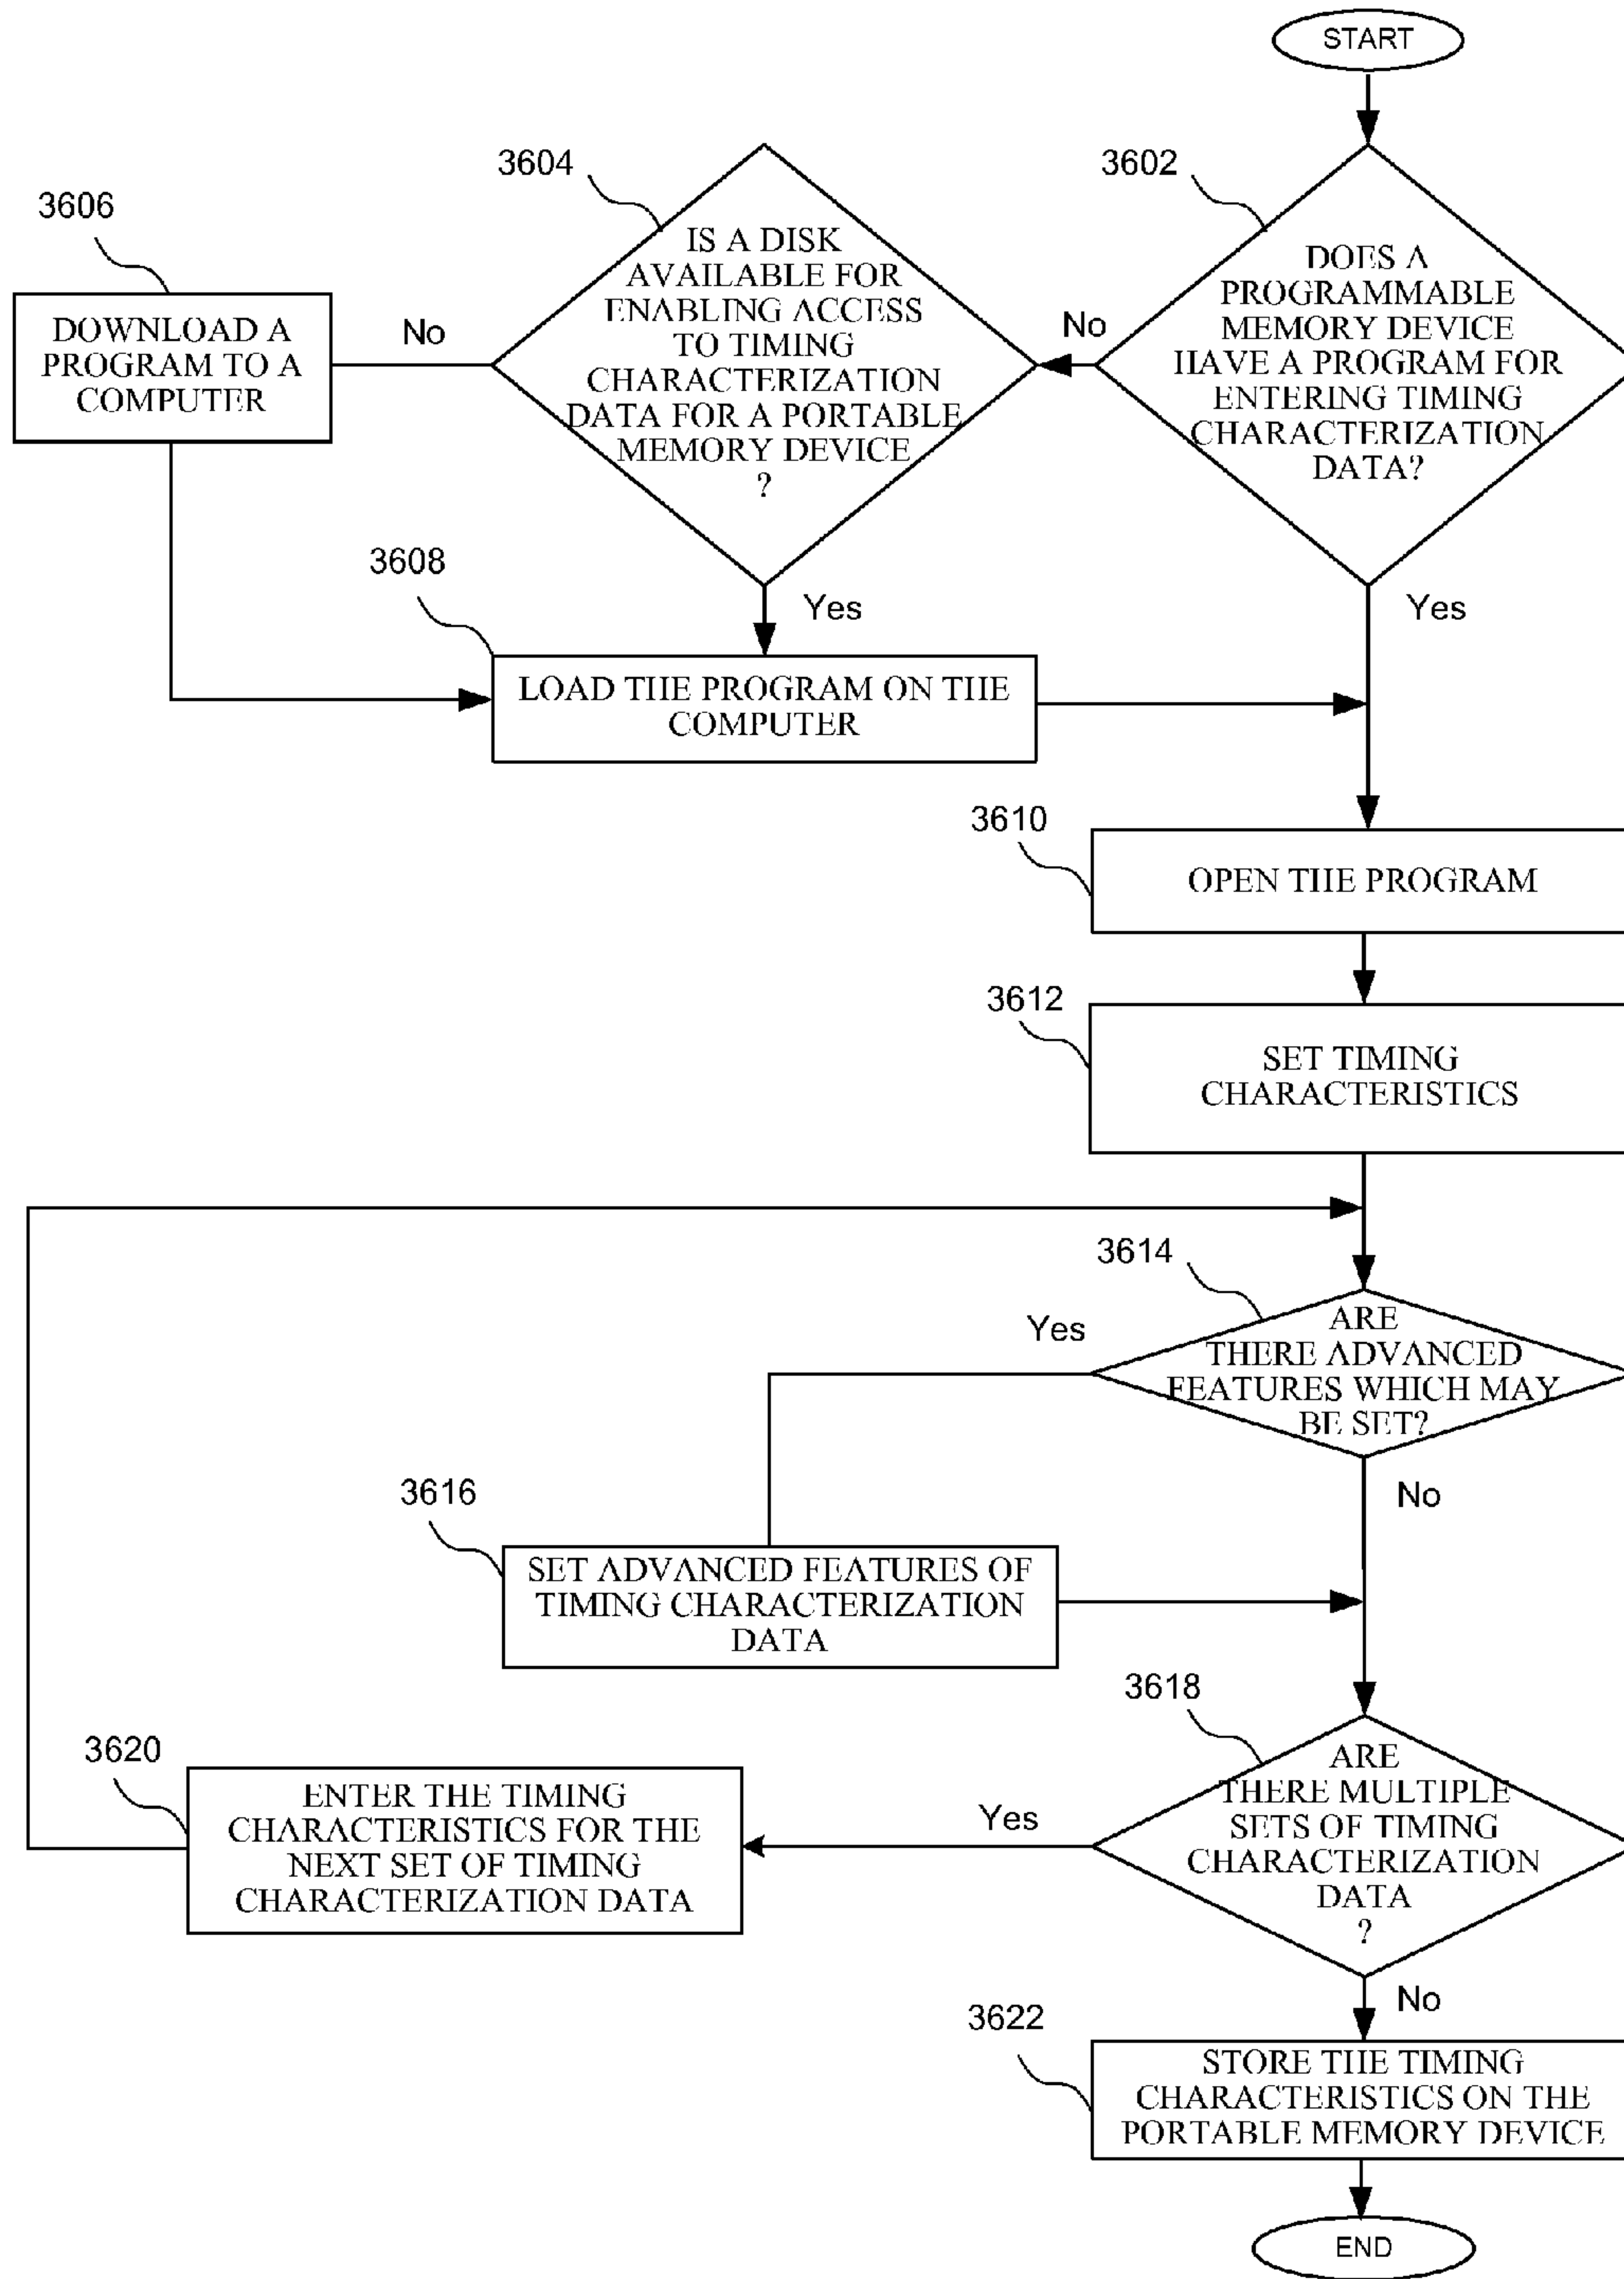 START
3602
DOES A
PROGRAMMABLE
MEMORY DEVICE
HAVE A PROGRAM FOR
ENTERING TIMING
CHARACTERIZATION
DATA?
No
Yes
3604
IS A DISK
AVAILABLE FOR
ENABLING ACCESS
TO TIMING
CHARACTERIZATION
DATA FOR A PORTABLE
MEMORY DEVICE
?
No
Yes
3606
DOWNLOAD A
PROGRAM TO A
COMPUTER
3608
LOAD THE PROGRAM ON THE
COMPUTER
3610
OPEN THE PROGRAM
3612
SET TIMING
CHARACTERISTICS
3614
ARE
THERE ADVANCED
FEATURES WHICH MAY
BE SET?
Yes
No
3616
SET ADVANCED FEATURES OF
TIMING CHARACTERIZATION
DATA
3618
ARE
THERE MULTIPLE
SETS OF TIMING
CHARACTERIZATION
DATA
?
Yes
No
3620
ENTER THE TIMING
CHARACTERISTICS FOR THE
NEXT SET OF TIMING
CHARACTERIZATION DATA
3622
STORE THE TIMING
CHARACTERISTICS ON THE
PORTABLE MEMORY DEVICE
END